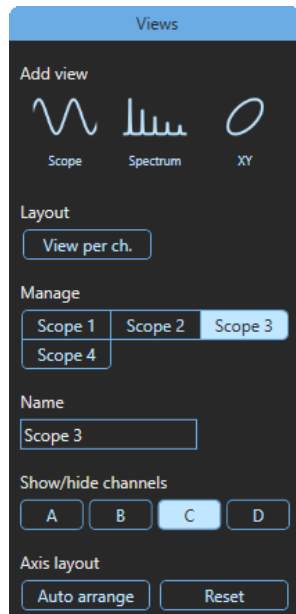 Views
Add view
Scope Spectrum XY
Layout
View per ch.
Manage
Scope 1 Scope 2 Scope 3
Scope 4
Name
Scope 3
Show/hide channels
A B C D
Axis layout
Auto arrange Reset